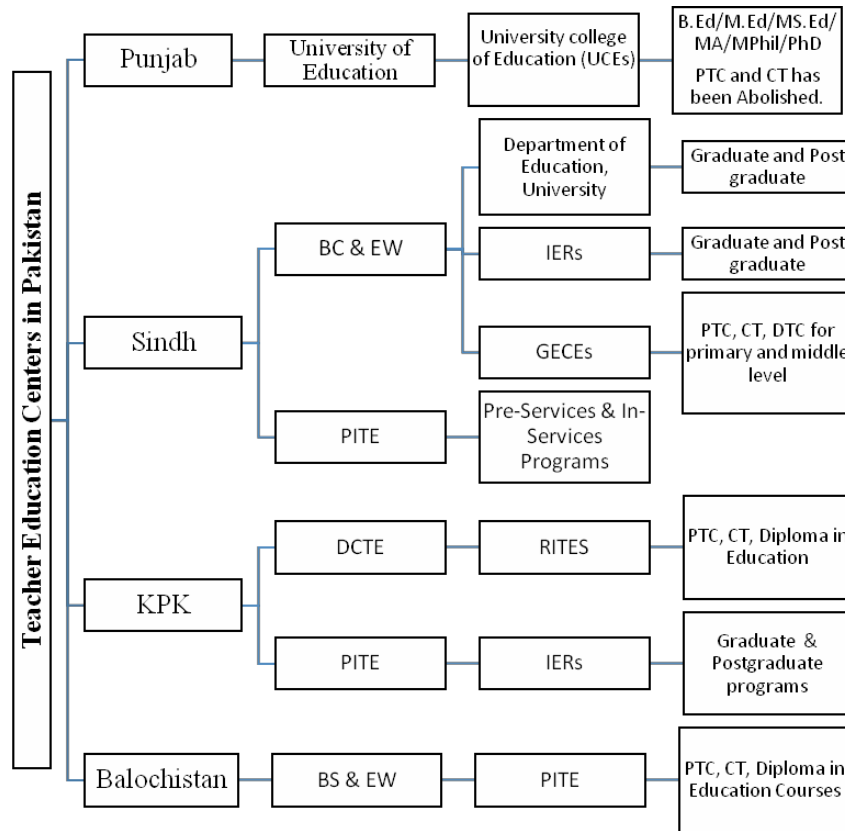 Teacher Education Centers in Pakistan
Punjab
University of
Education
University college
of Education (UCEs)
B.Ed/M.Ed/MS.Ed/
MA/MPhil/PhD
PTC and CT has
been Abolished.
Sindh
BC & EW
Department of
Education,
University
Graduate and Post
graduate
IERs
Graduate and Post
graduate
GECEs
PTC, CT, DTC for
primary and middle
level
PITE
Pre-Services & In-
Services
Programs
KPK
DCTE
RITES
PTC, CT, Diploma in
Education
PITE
IERs
Graduate &
Postgraduate
programs
Balochistan
BS & EW
PITE
PTC, CT, Diploma in
Education Courses